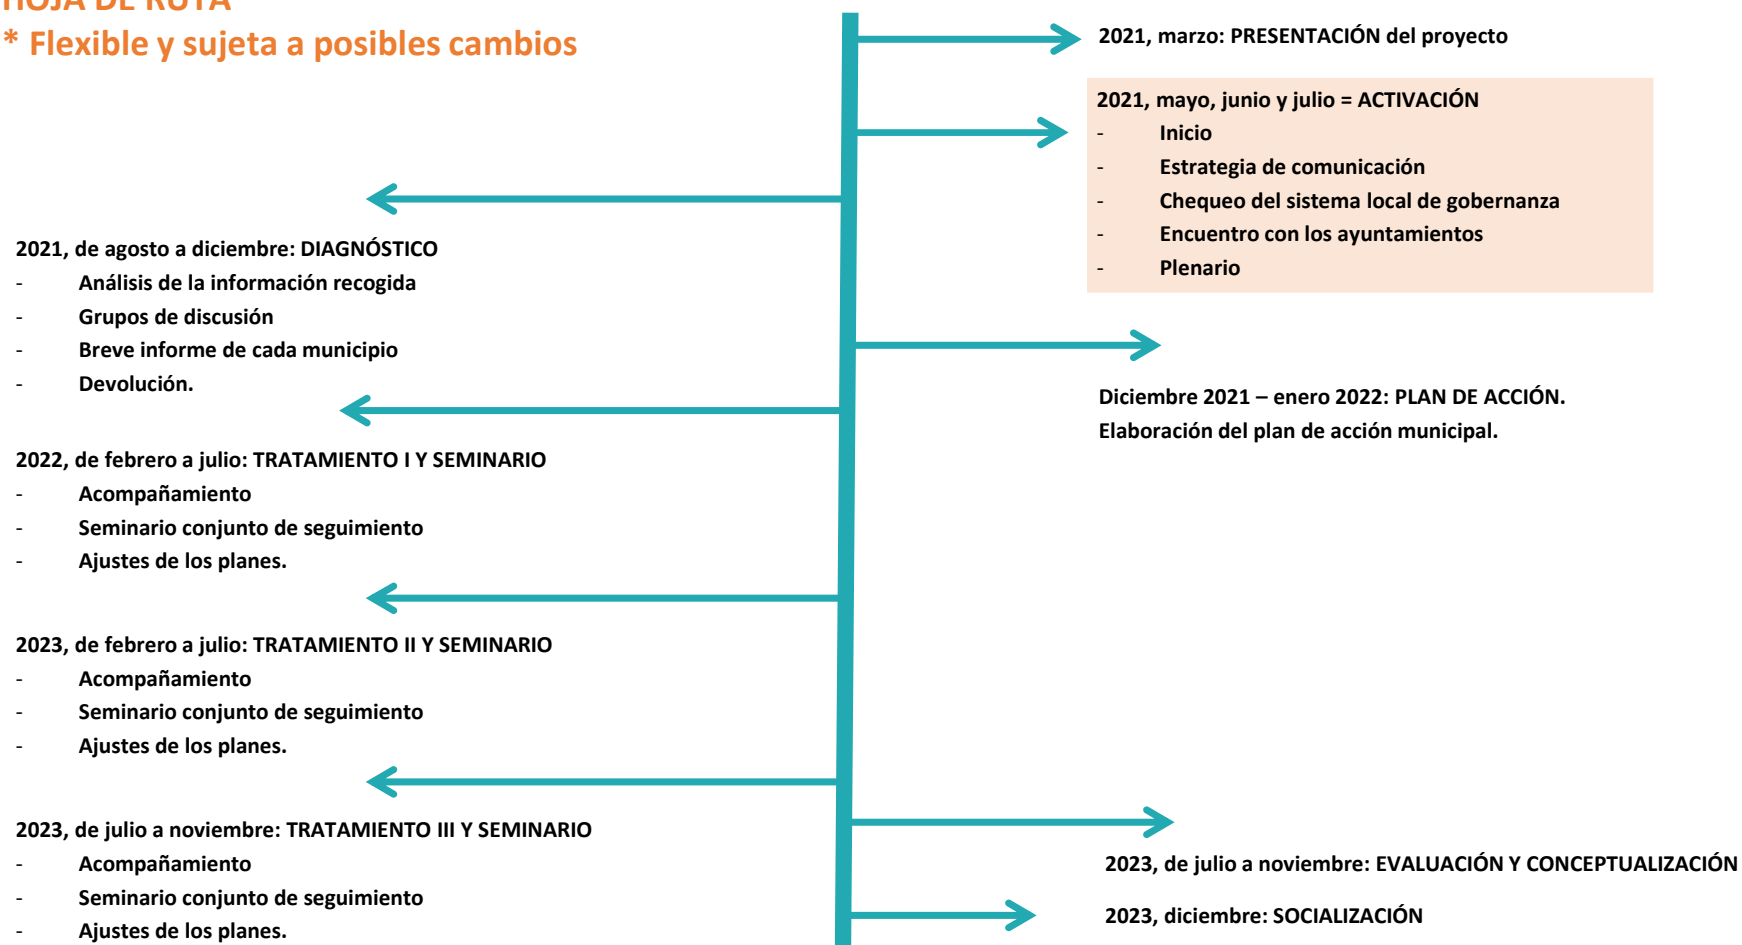 HOJA DE RUTA
* Flexible y sujeta a posibles cambios
2021, marzo: PRESENTACIÓN del proyecto
2021, mayo, junio y julio = ACTIVACIÓN
- Inicio
- Estrategia de comunicación
- Chequeo del sistema local de gobernanza
- Encuentro con los ayuntamientos
- Plenario
2021, de agosto a diciembre: DIAGNÓSTICO
- Análisis de la información recogida
- Grupos de discusión
- Breve informe de cada municipio
- Devolución.
Diciembre 2021 – enero 2022: PLAN DE ACCIÓN.
Elaboración del plan de acción municipal.
2022, de febrero a julio: TRATAMIENTO I Y SEMINARIO
- Acompañamiento
- Seminario conjunto de seguimiento
- Ajustes de los planes.
2023, de febrero a julio: TRATAMIENTO II Y SEMINARIO
- Acompañamiento
- Seminario conjunto de seguimiento
- Ajustes de los planes.
2023, de julio a noviembre: TRATAMIENTO III Y SEMINARIO
- Acompañamiento
- Seminario conjunto de seguimiento
- Ajustes de los planes.
2023, de julio a noviembre: EVALUACIÓN Y CONCEPTUALIZACIÓN
2023, diciembre: SOCIALIZACIÓN